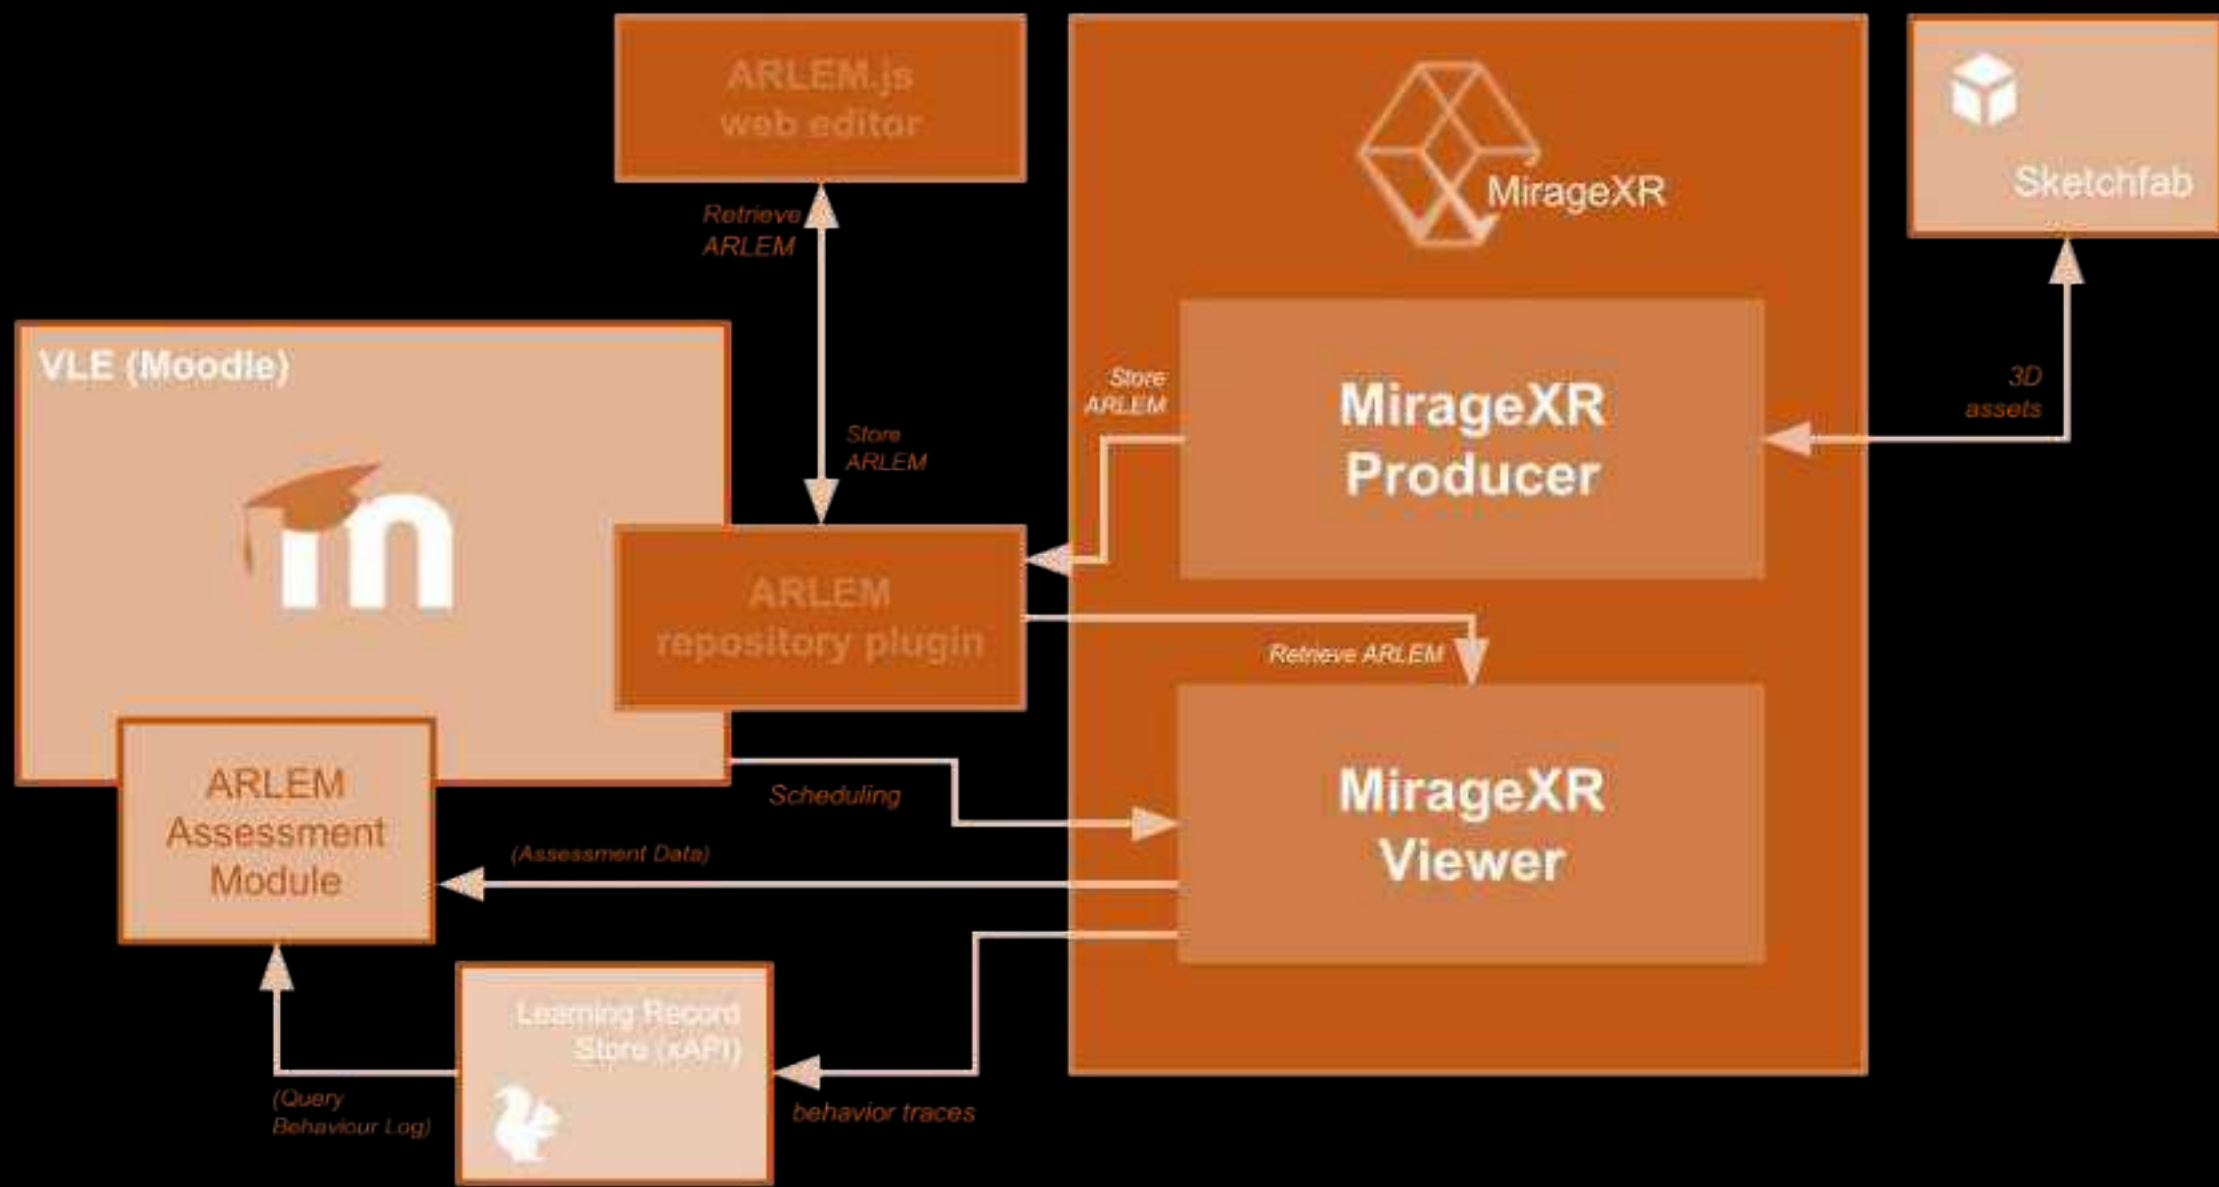 ARLEM.js
web editor
MirageXR
Sketchfab
Retrieve
ARLEM
VLE (Moodle)
Store
ARLEM
Store
ARLEM
MirageXR
Producer
3D
assets
m
ARLEM
repository plugin
Retrieve ARLEM
ARLEM
Assessment
Module
Scheduling
(Assessment Data)
MirageXR
Viewer
Learning Record
Store (xAPI)
(Query
Behaviour Log)
behavior traces